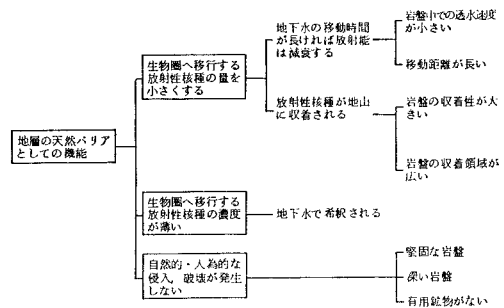 地層の天然バリア
としての機能
生物圏へ移行する
放射性核種の量を
小さくする
地下水の移動時間
が長ければ放射能
は減衰する
岩盤中での透水速度
が小さい
移動距離が長い
放射性核種が地山
に収着される
岩盤の収着性が大
きい
岩盤の収着領域が
広い
生物圏へ移行する
放射性核種の濃度
が薄い
地下水で希釈される
自然的・人為的な
侵入，破壊が発生
しない
堅固な岩盤
深い岩盤
有用鉱物がない